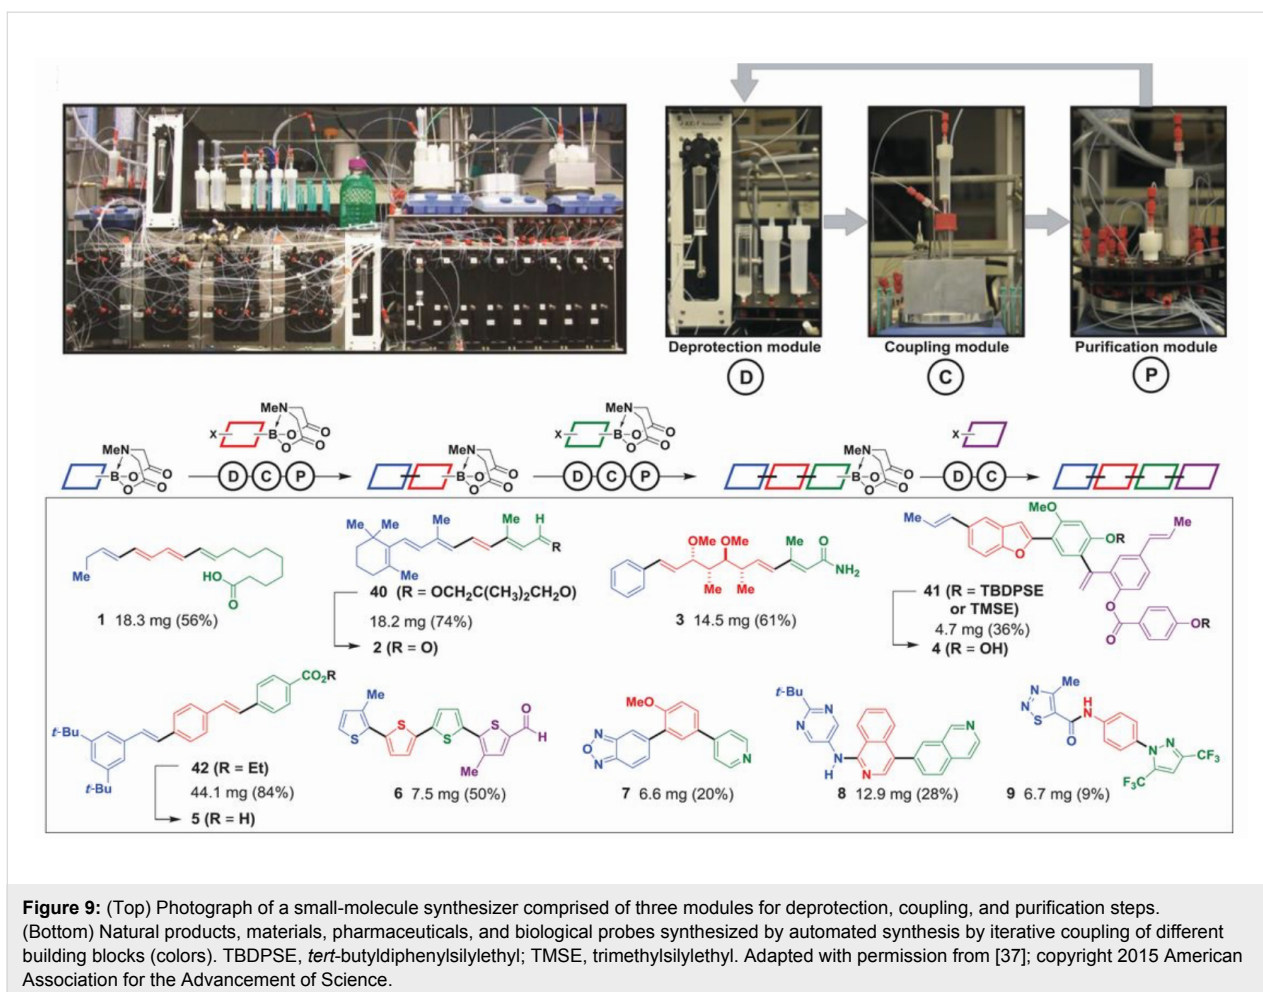 Deprotection module
Coupling module
Purification module
D
C
P
MeN
B
O
O
O
O
X
MeN
B
O
O
O
O
D C P
MeN
B
O
O
O
O
X
MeN
B
O
O
O
O
D C P
MeN
B
O
O
O
O
X
D C
Me
HO
O
1 18.3 mg (56%)
Me Me
Me
Me
Me
H
R
40 (R = OCH2C(CH3)2CH2O)
18.2 mg (74%)
2 (R = O)
OMe OMe
Me Me
Me
O
NH2
3 14.5 mg (61%)
Me
O
MeO
OR
Me
O
O
OR
41 (R = TBDPSE
or TMSE)
4.7 mg (36%)
4 (R = OH)
t-Bu
t-Bu
CO2R
42 (R = Et)
44.1 mg (84%)
5 (R = H)
Me
S
S
S
S
Me
O
H
6 7.5 mg (50%)
MeO
N
O
N
N
7 6.6 mg (20%)
t-Bu
N
N
N
H
N
N
8 12.9 mg (28%)
Me
N
N
S
O
H
N
N
N
CF3
F3C
9 6.7 mg (9%)
Figure 9: (Top) Photograph of a small-molecule synthesizer comprised of three modules for deprotection, coupling, and purification steps.
(Bottom) Natural products, materials, pharmaceuticals, and biological probes synthesized by automated synthesis by iterative coupling of different
building blocks (colors). TBDPSE, tert-butyldiphenylsilylethyl; TMSE, trimethylsilylethyl. Adapted with permission from [37]; copyright 2015 American
Association for the Advancement of Science.